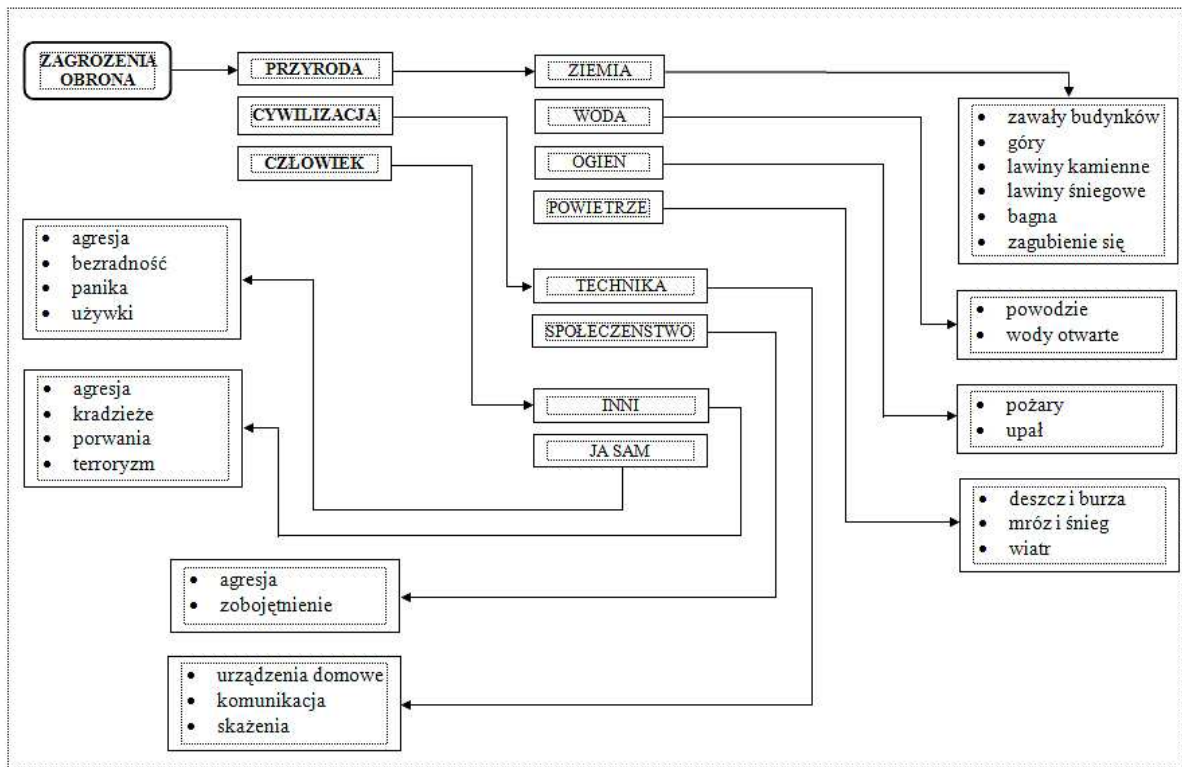 ZAGROŻENIA
OBRONA
PRZYRODA
CYWILIZACJA
CZŁOWIEK
ZIEMIA
WODA
OGIEŃ
POWIETRZE
TECHNIKA
SPOŁECZEŃSTWO
INNI
JA SAM
• zawały budynków
• góry
• lawiny kamienne
• lawiny śniegowe
• bagna
• zagubienie się
• powodzie
• wody otwarte
• pożary
• upał
• deszcz i burza
• mróz i śnieg
• wiatr
• agresja
• bezradność
• panika
• używki
• agresja
• kradzieże
• porwania
• terroryzm
• agresja
• zobojętnienie
• urządzenia domowe
• komunikacja
• skażenia